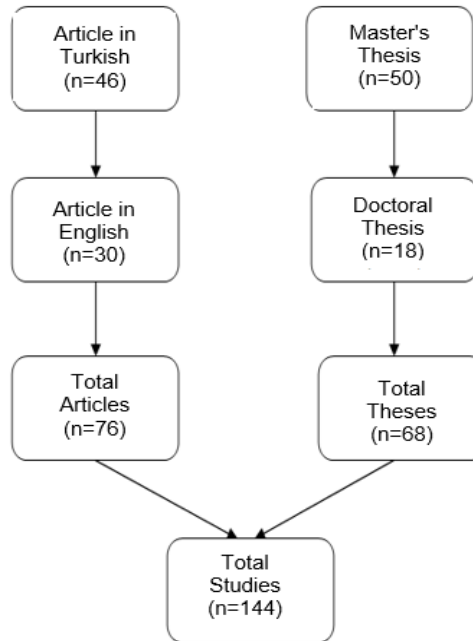 Article in
Turkish
(n=46)
Master's
Thesis
(n=50)
Article in
English
(n=30)
Doctoral
Thesis
(n=18)
Total
Articles
(n=76)
Total
Theses
(n=68)
Total
Studies
(n=144)